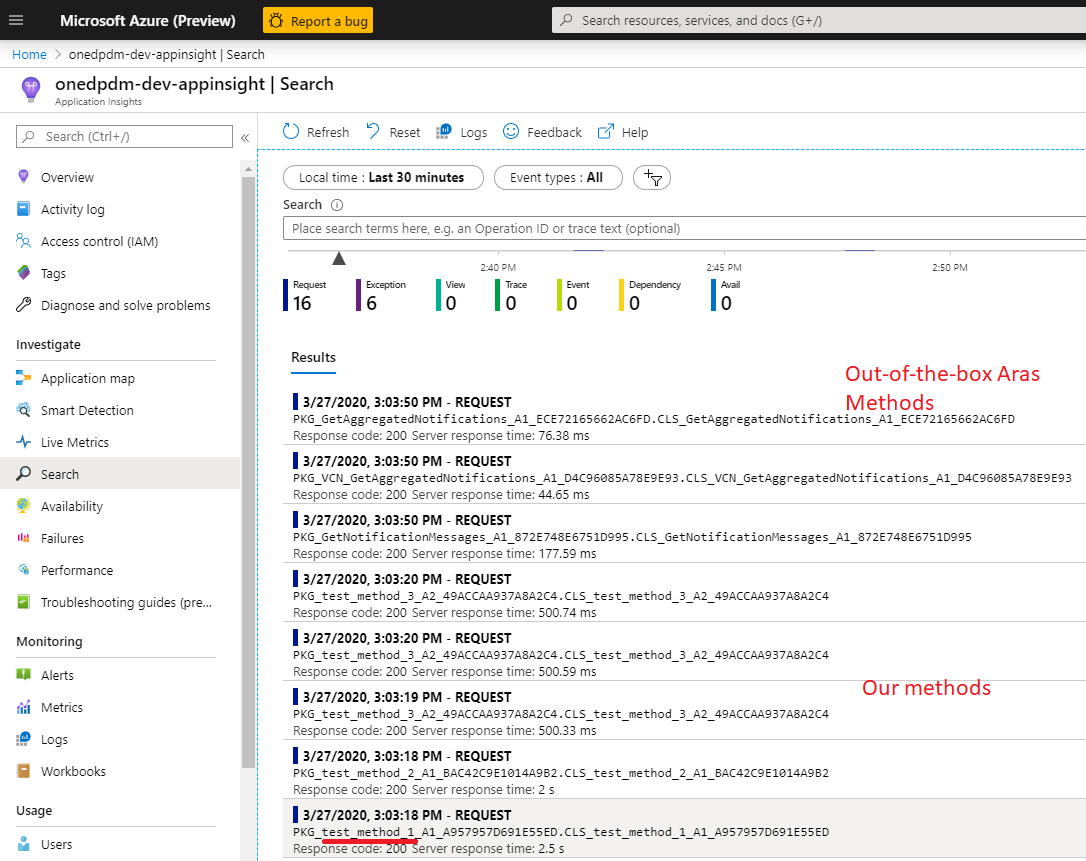 Microsoft Azure (Preview)
Report a bug
Search resources, services, and docs (G+/)
Home > onedpdm-dev-appinsight | Search
onedpdm-dev-appinsight | Search
Application Insights
Search (Ctrl+/)
«
Overview
Activity log
Access control (IAM)
Tags
Diagnose and solve problems
Investigate
Application map
Smart Detection
Live Metrics
Search
Availability
Failures
Performance
Troubleshooting guides (pre...
Monitoring
Alerts
Metrics
Logs
Workbooks
Usage
Users
Refresh
Reset
Logs
Feedback
Help
Local time : Last 30 minutes
Event types : All
Search
Place search terms here, e.g. an Operation ID or trace text (optional)
2:40 PM
2:45 PM
2:50 PM
Request
16
Exception
6
View
0
Trace
0
Event
0
Dependency
0
Avail
0
Results
Out-of-the-box Aras
Methods
3/27/2020, 3:03:50 PM - REQUEST
PKG_GetAggregatedNotifications_A1_ECE72165662AC6FD.CLS_GetAggregatedNotifications_A1_ECE72165662AC6FD
Response code: 200 Server response time: 76.38 ms
3/27/2020, 3:03:50 PM - REQUEST
PKG_VCN_GetAggregatedNotifications_A1_D4C96085A78E9E93.CLS_VCN_GetAggregatedNotifications_A1_D4C96085A78E9E93
Response code: 200 Server response time: 44.65 ms
3/27/2020, 3:03:50 PM - REQUEST
PKG_GetNotificationMessages_A1_872E748E6751D995.CLS_GetNotificationMessages_A1_872E748E6751D995
Response code: 200 Server response time: 177.59 ms
3/27/2020, 3:03:20 PM - REQUEST
PKG_test_method_3_A2_49ACCAA937A8A2C4.CLS_test_method_3_A2_49ACCAA937A8A2C4
Response code: 200 Server response time: 500.74 ms
3/27/2020, 3:03:20 PM - REQUEST
PKG_test_method_3_A2_49ACCAA937A8A2C4.CLS_test_method_3_A2_49ACCAA937A8A2C4
Response code: 200 Server response time: 500.59 ms
Our methods
3/27/2020, 3:03:19 PM - REQUEST
PKG_test_method_3_A2_49ACCAA937A8A2C4.CLS_test_method_3_A2_49ACCAA937A8A2C4
Response code: 200 Server response time: 500.33 ms
3/27/2020, 3:03:18 PM - REQUEST
PKG_test_method_2_A1_BAC42C9E1014A9B2.CLS_test_method_2_A1_BAC42C9E1014A9B2
Response code: 200 Server response time: 2 s
3/27/2020, 3:03:18 PM - REQUEST
PKG_test_method_1_A1_A957957D691E55ED.CLS_test_method_1_A1_A957957D691E55ED
Response code: 200 Server response time: 2.5 s